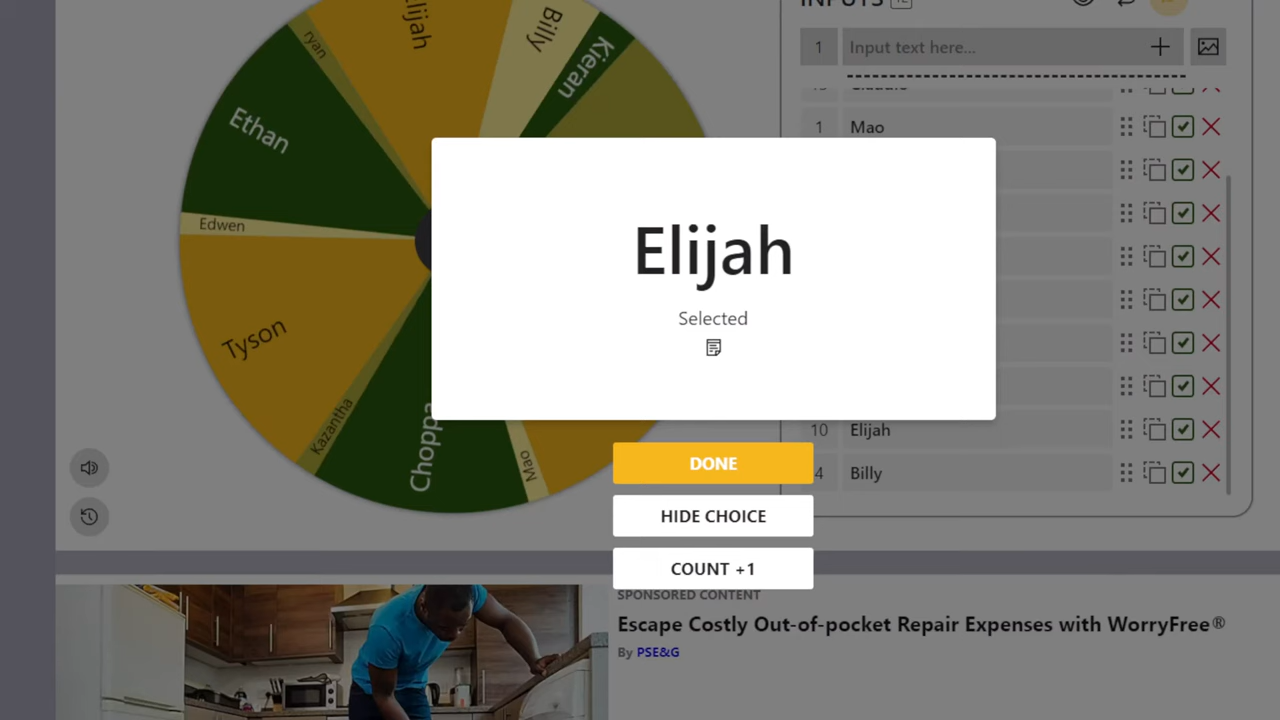 INPUTS
1
Input text here...
1
Mao
10
Elijah
4
Billy
lijah
Billy
Kieran
ryan
Ethan
Edwen
Tyson
Kazantha
Mao
Elijah
Selected
DONE
HIDE CHOICE
COUNT +1
SPONSORED CONTENT
Escape Costly Out-of-pocket Repair Expenses with WorryFree®
By PSE&G